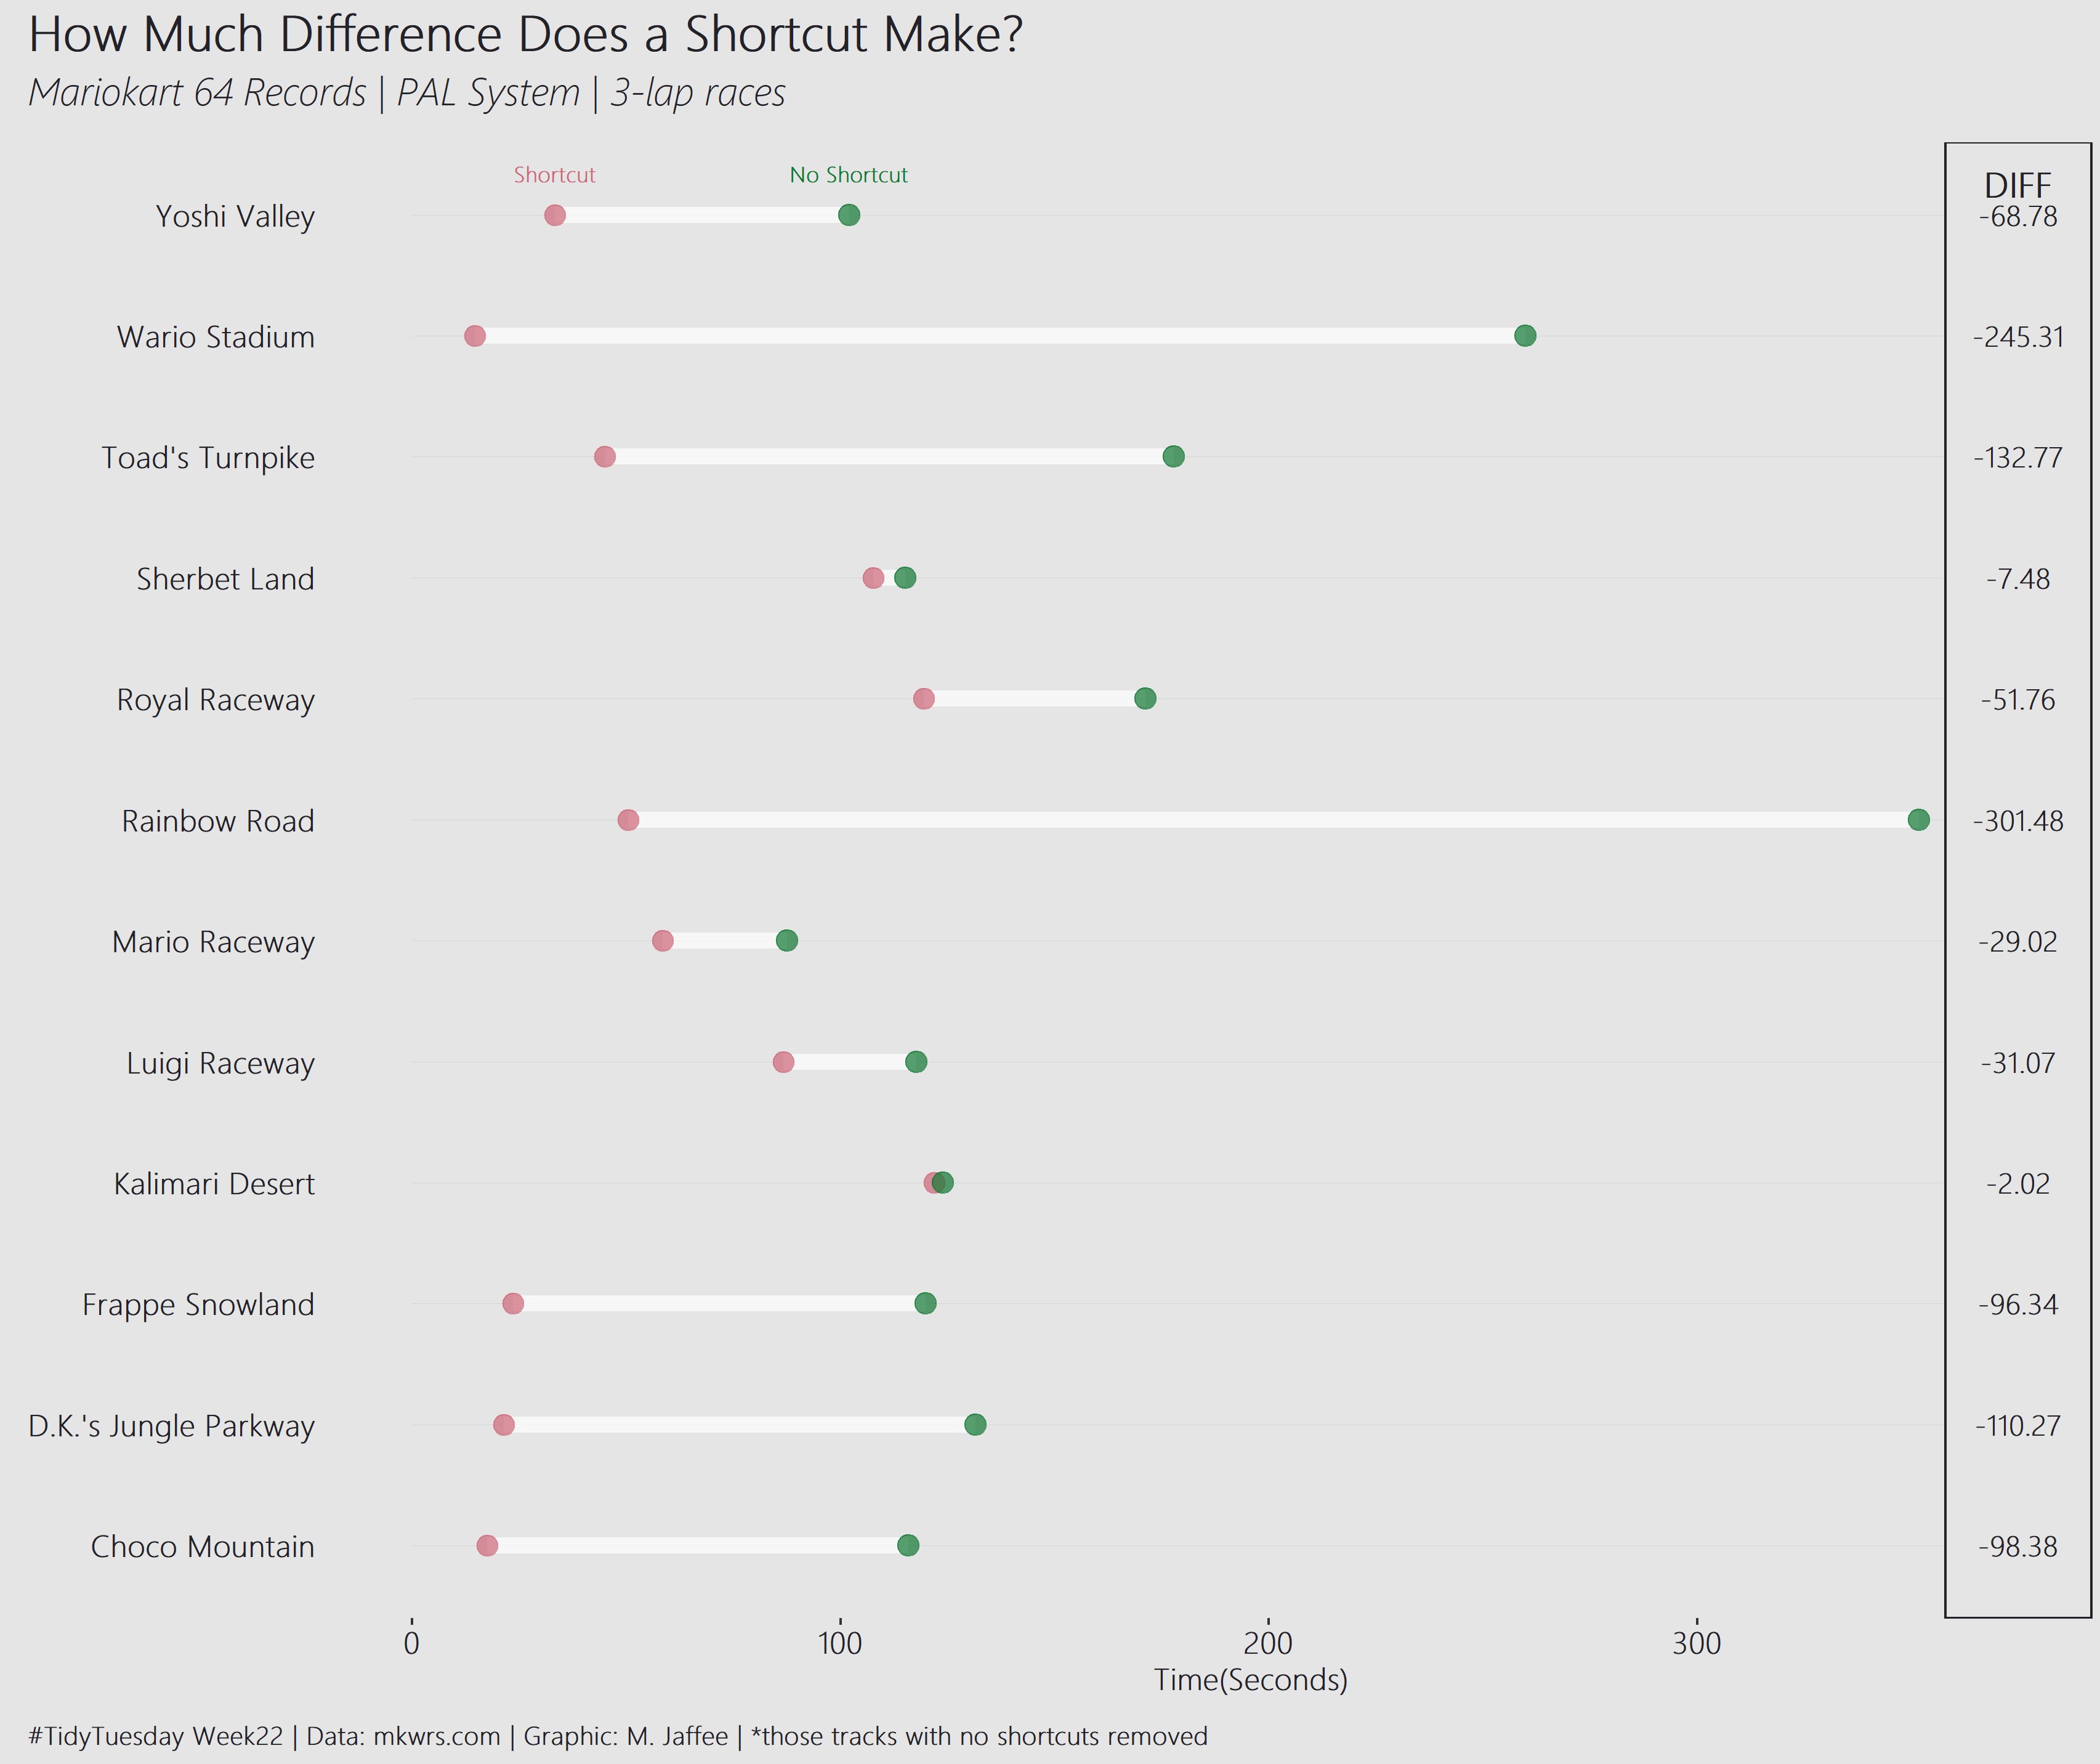 How Much Difference Does a Shortcut Make?
Mariokart 64 Records | PAL System | 3-lap races
Shortcut No Shortcut DIFF
Yoshi Valley -68.78
Wario Stadium -245.31
Toad's Turnpike -132.77
Sherbet Land -7.48
Royal Raceway -51.76
Rainbow Road -301.48
Mario Raceway -29.02
Luigi Raceway -31.07
Kalimari Desert -2.02
Frappe Snowland -96.34
D.K.'s Jungle Parkway -110.27
Choco Mountain -98.38
0 100 200 300
Time(Seconds)
#TidyTuesday Week22 | Data: mkwrs.com | Graphic: M. Jaffee | *those tracks with no shortcuts removed